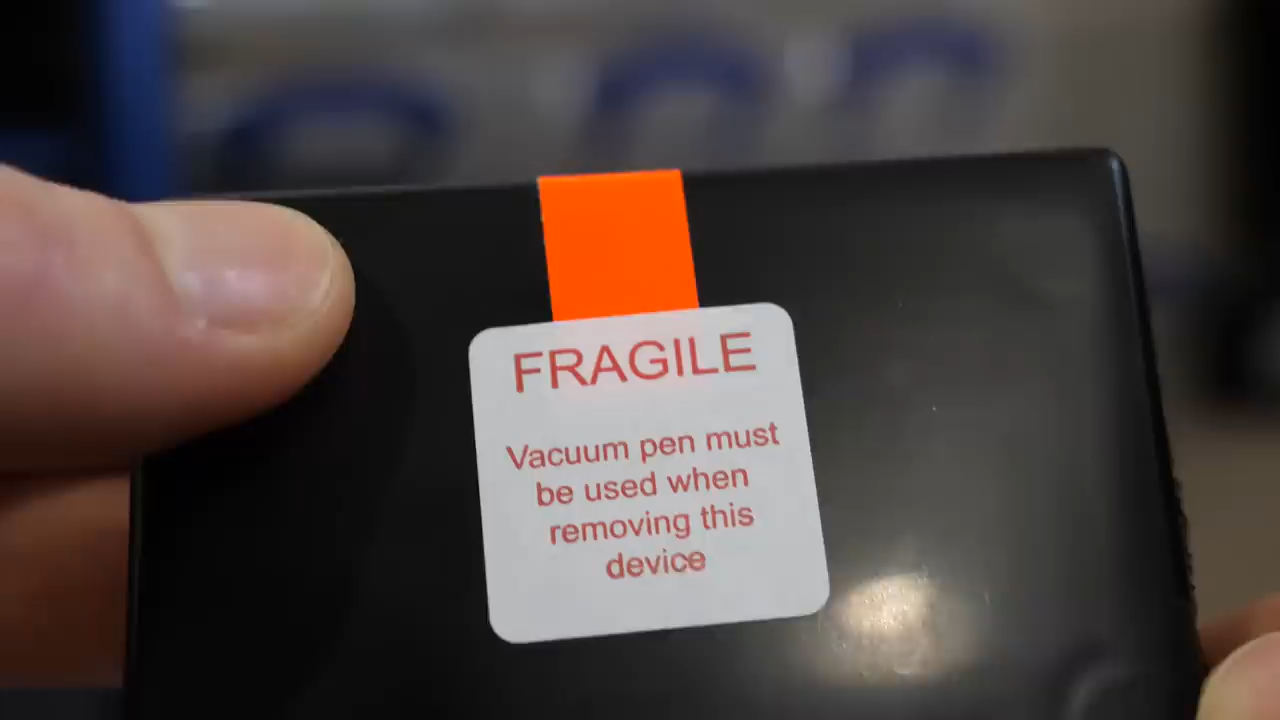 FRAGILE
Vacuum pen must
be used when
removing this
device